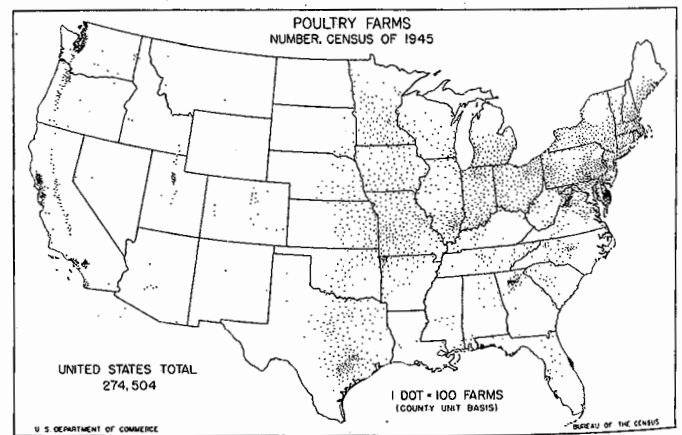 POULTRY FARMS
NUMBER, CENSUS OF 1945
UNITED STATES TOTAL
274,504
1 DOT = 100 FARMS
(COUNTY UNIT BASIS)
U S. DEPARTMENT OF COMMERCE
BUREAU OF THE CENSUS